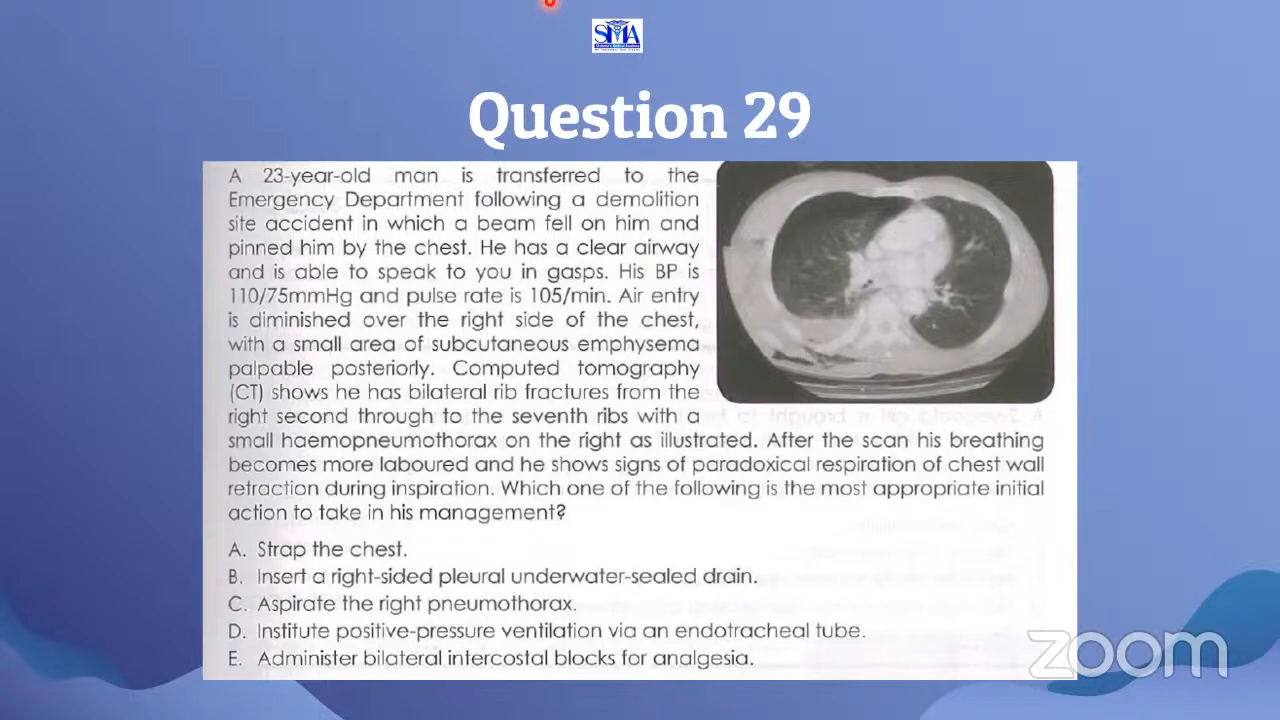 SMA
Question 29
A 23-year-old man is transferred to the
Emergency Department following a demolition
site accident in which a beam fell on him and
pinned him by the chest. He has a clear airway
and is able to speak to you in gasps. His BP is
110/75mmHg and pulse rate is 105/min. Air entry
is diminished over the right side of the chest,
with a small area of subcutaneous emphysema
palpable posteriorly. Computed tomography
(CT) shows he has bilateral rib fractures from the
right second through to the seventh ribs with a
small haemopneumothorax on the right as illustrated. After the scan his breathing
becomes more laboured and he shows signs of paradoxical respiration of chest wall
retraction during inspiration. Which one of the following is the most appropriate initial
action to take in his management?
A. Strap the chest.
B. Insert a right-sided pleural underwater-sealed drain.
C. Aspirate the right pneumothorax.
D. Institute positive-pressure ventilation via an endotracheal tube.
E. Administer bilateral intercostal blocks for analgesia.
zoom